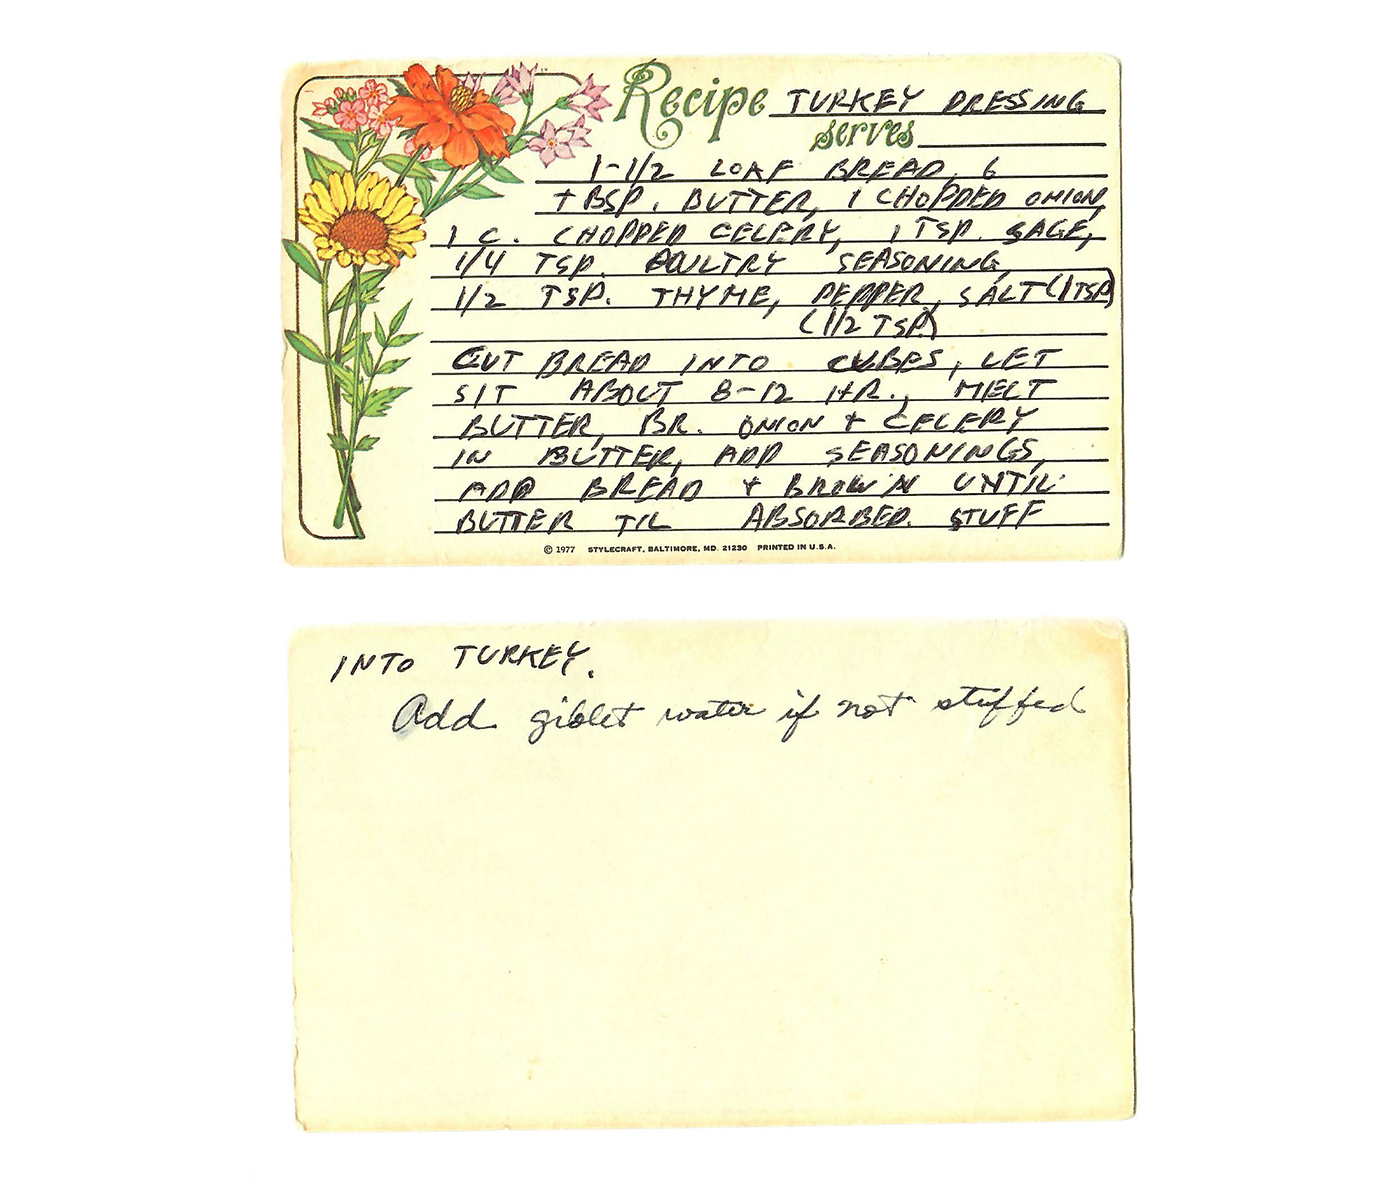 Recipe TURKEY DRESSING
serves
1-1/2 LOAF BREAD, 6
TBSP. BUTTER, 1 CHOPPED ONION,
1 C. CHOPPED CELERY, 1 TSP. SAGE,
1/4 TSP. POULTRY SEASONING,
1/2 TSP. THYME, PEPPER, SALT (1 TSP)
(1/2 TSP)
CUT BREAD INTO CUBES, LET
SIT ABOUT 8-12 HR., MELT
BUTTER, BR. ONION + CELERY
IN BUTTER, ADD SEASONINGS,
ADD BREAD + BROWN UNTIL
BUTTER TIL ABSORBED. STUFF
© 1977 STYLECRAFT, BALTIMORE, MD. 21230 PRINTED IN U.S.A.
INTO TURKEY.
Add giblet water if not stuffed